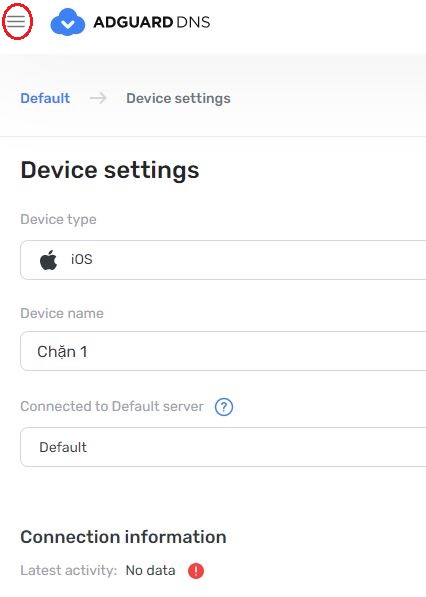 ADGUARD DNS
Default → Device settings
Device settings
Device type
iOS
Device name
Chặn 1
Connected to Default server ?
Default
Connection information
Latest activity: No data !